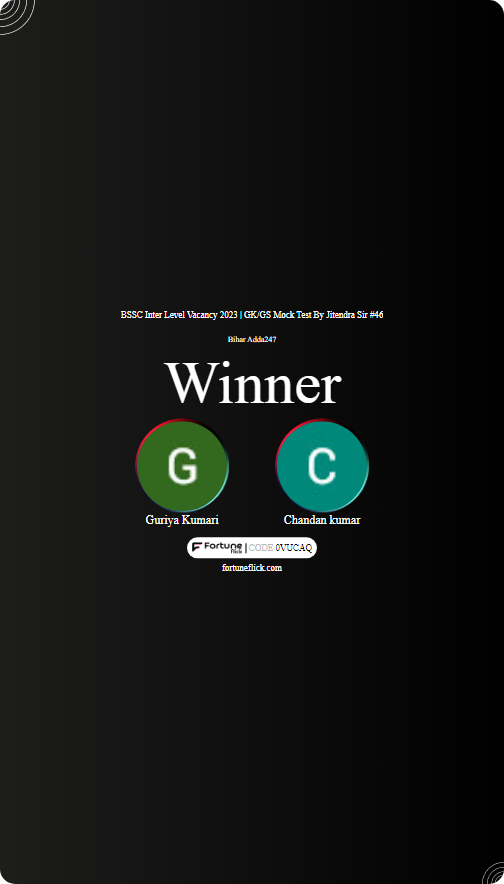 BSSC Inter Level Vacancy 2023 | GK/GS Mock Test By Jitendra Sir #46
Bihar Adda247
Winner
G C
Guriya Kumari Chandan kumar
Fortune flick | CODE 0VUCAQ
fortuneflick.com